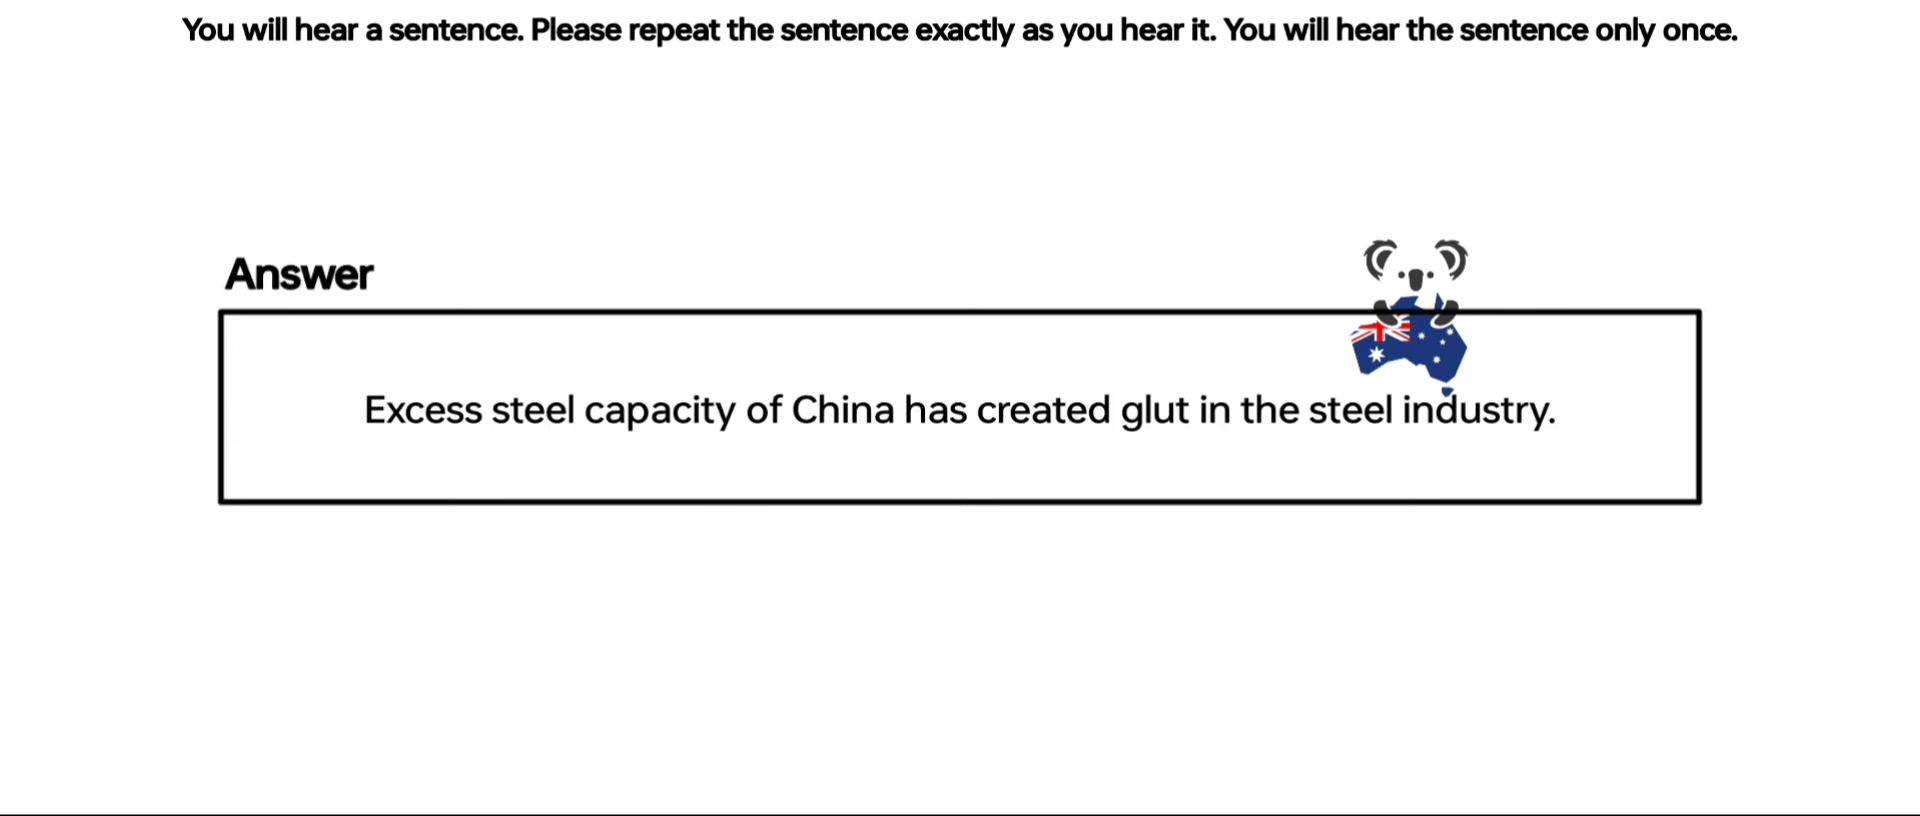 You will hear a sentence. Please repeat the sentence exactly as you hear it. You will hear the sentence only once.
Answer
Excess steel capacity of China has created glut in the steel industry.